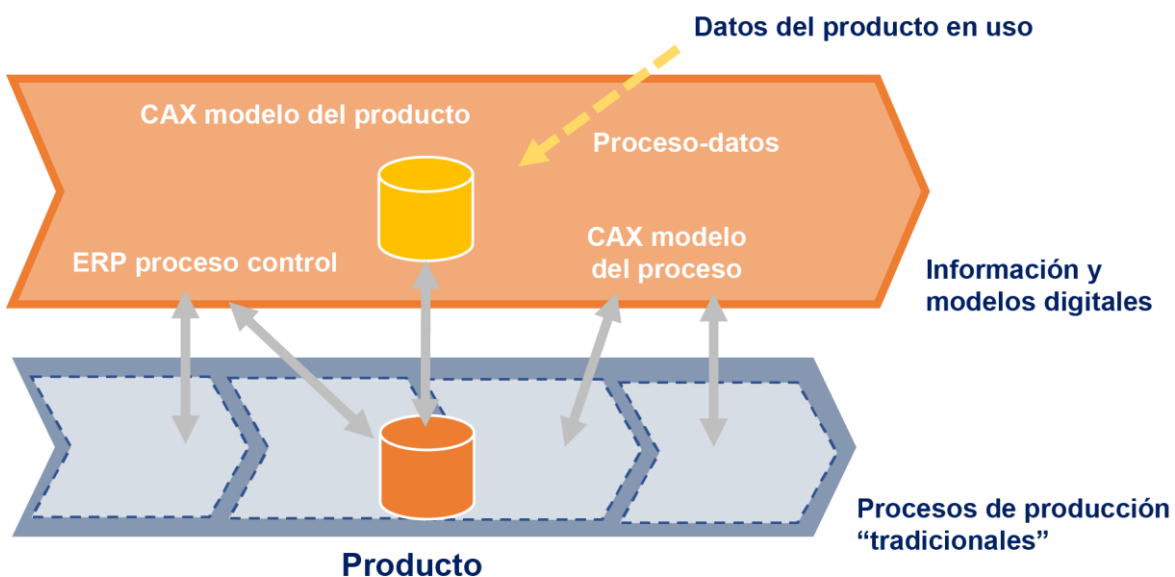 Datos del producto en uso
CAX modelo del producto
Proceso-datos
ERP proceso control
CAX modelo
del proceso
Información y
modelos digitales
Procesos de producción
“tradicionales”
Producto